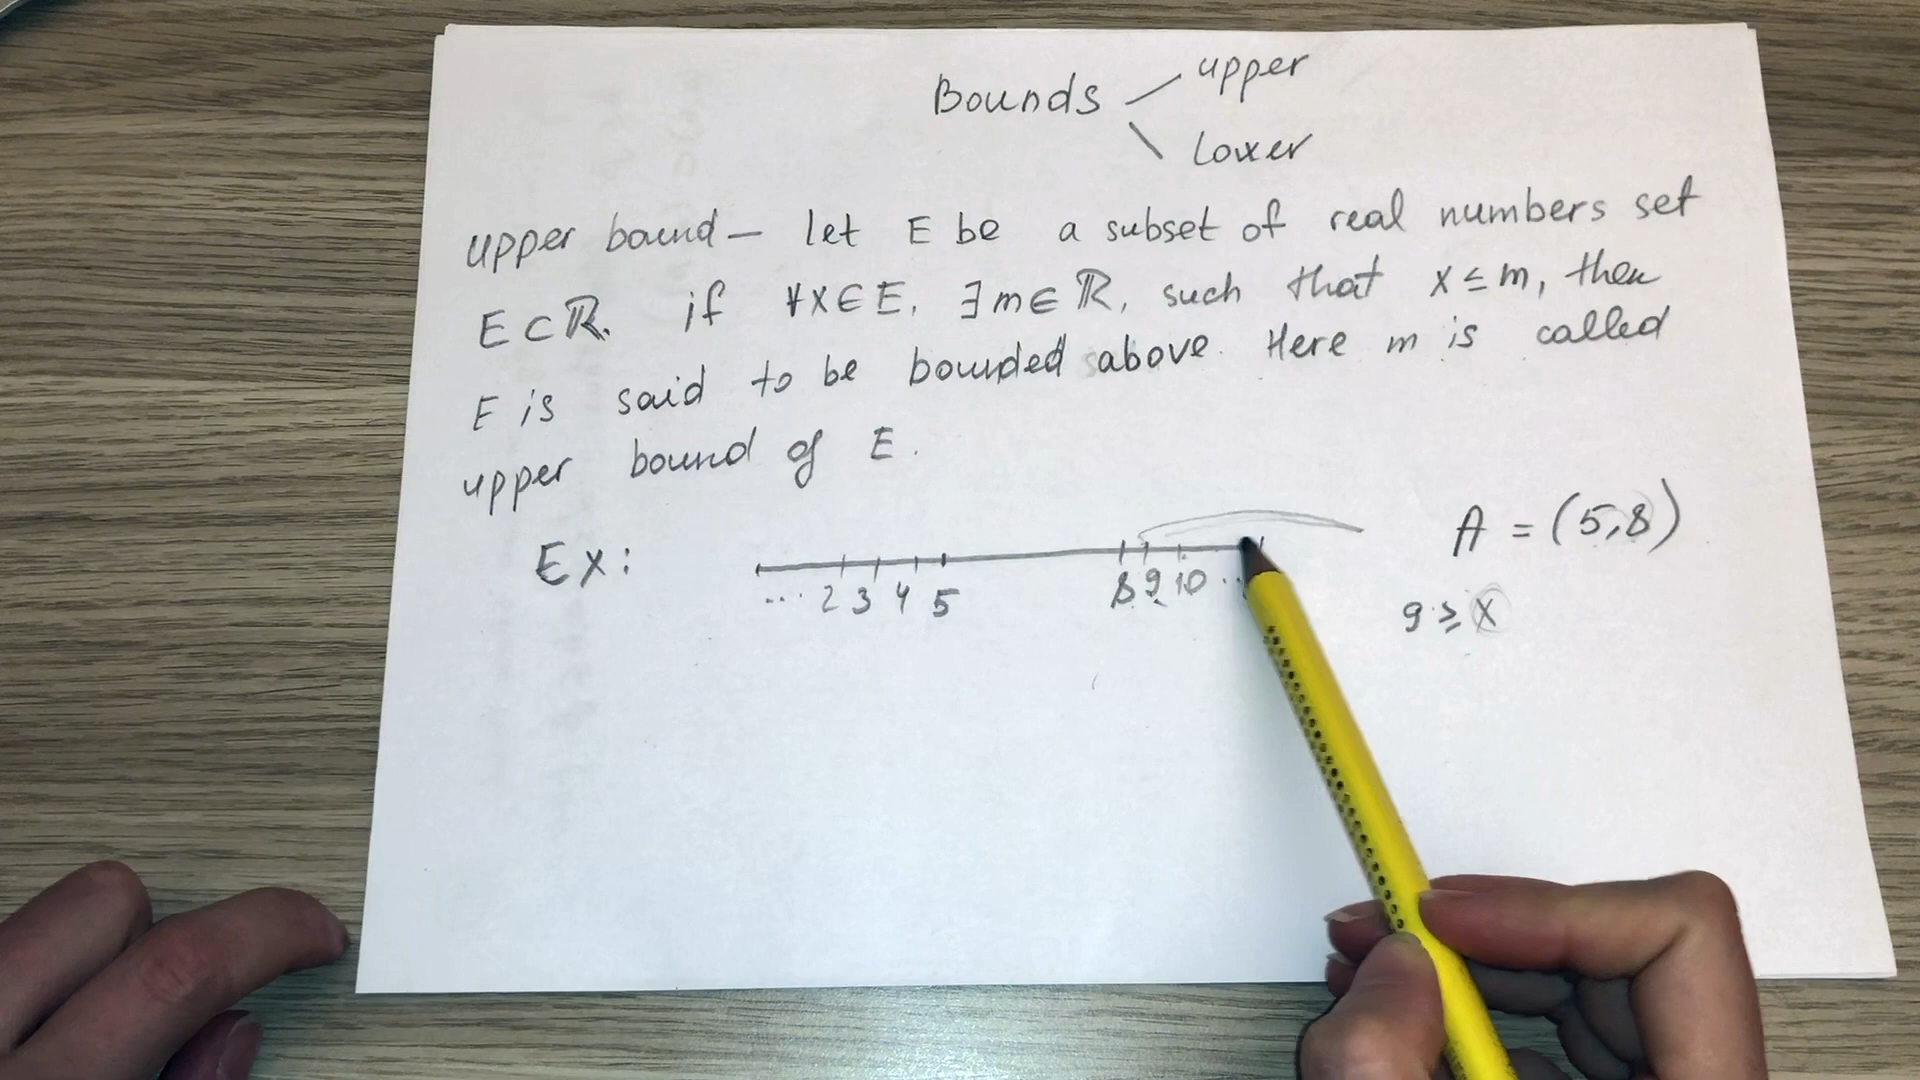 Bounds
upper
Lower
upper bound – let E be a subset of real numbers set
E⊂ℝ. if ∀x∈E, ∃m∈ℝ, such that x≤m, then
E is said to be bounded above. Here m is called
upper bound of E.
Ex:
... 2 3 4 5 8 9 10 ..
A = (5,8)
9 ≥ x